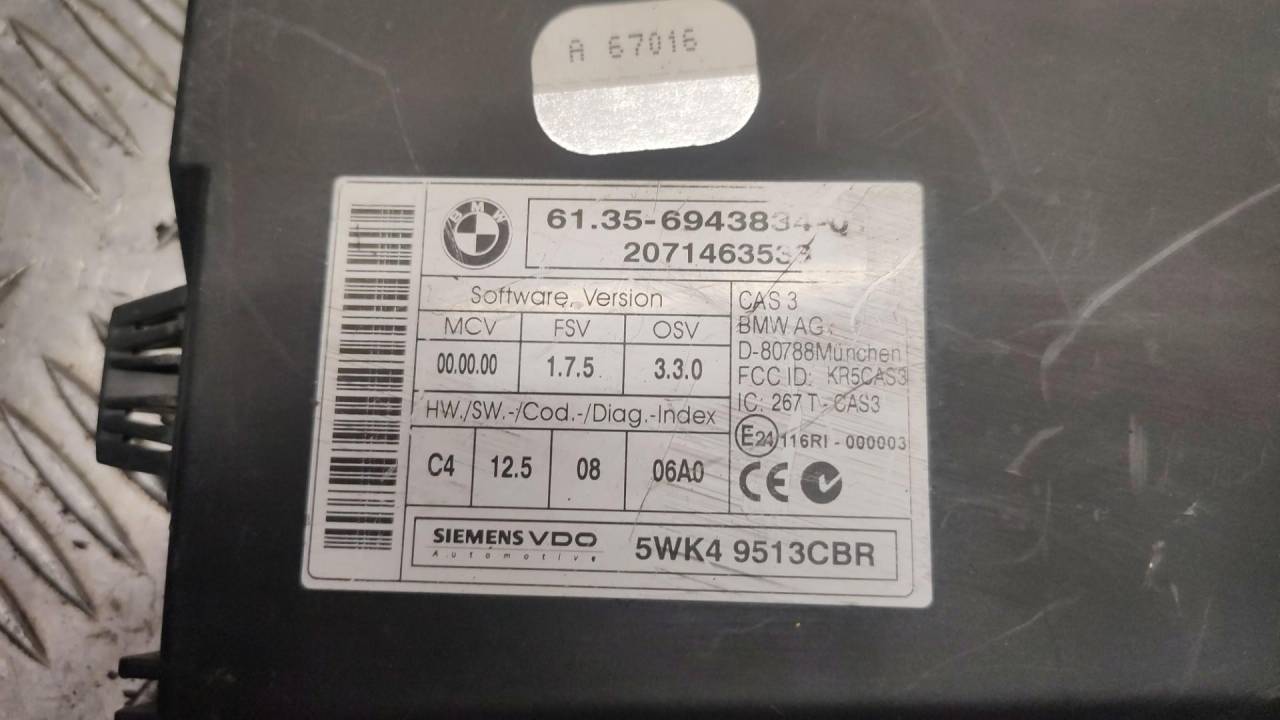 A 67016
BMW
61.35-6943834-0
2071463533
Software, Version
MCV FSV OSV
00.00.00 1.7.5 3.3.0
HW./SW.-/Cod.-/Diag.-Index
C4 12.5 08 06A0
CAS 3
BMW AG
D-80788München
FCC ID: KR5CAS3
IC: 267 T- CAS3
E24 116RI - 000003
CE
SIEMENS VDO
Automotive
5WK4 9513CBR